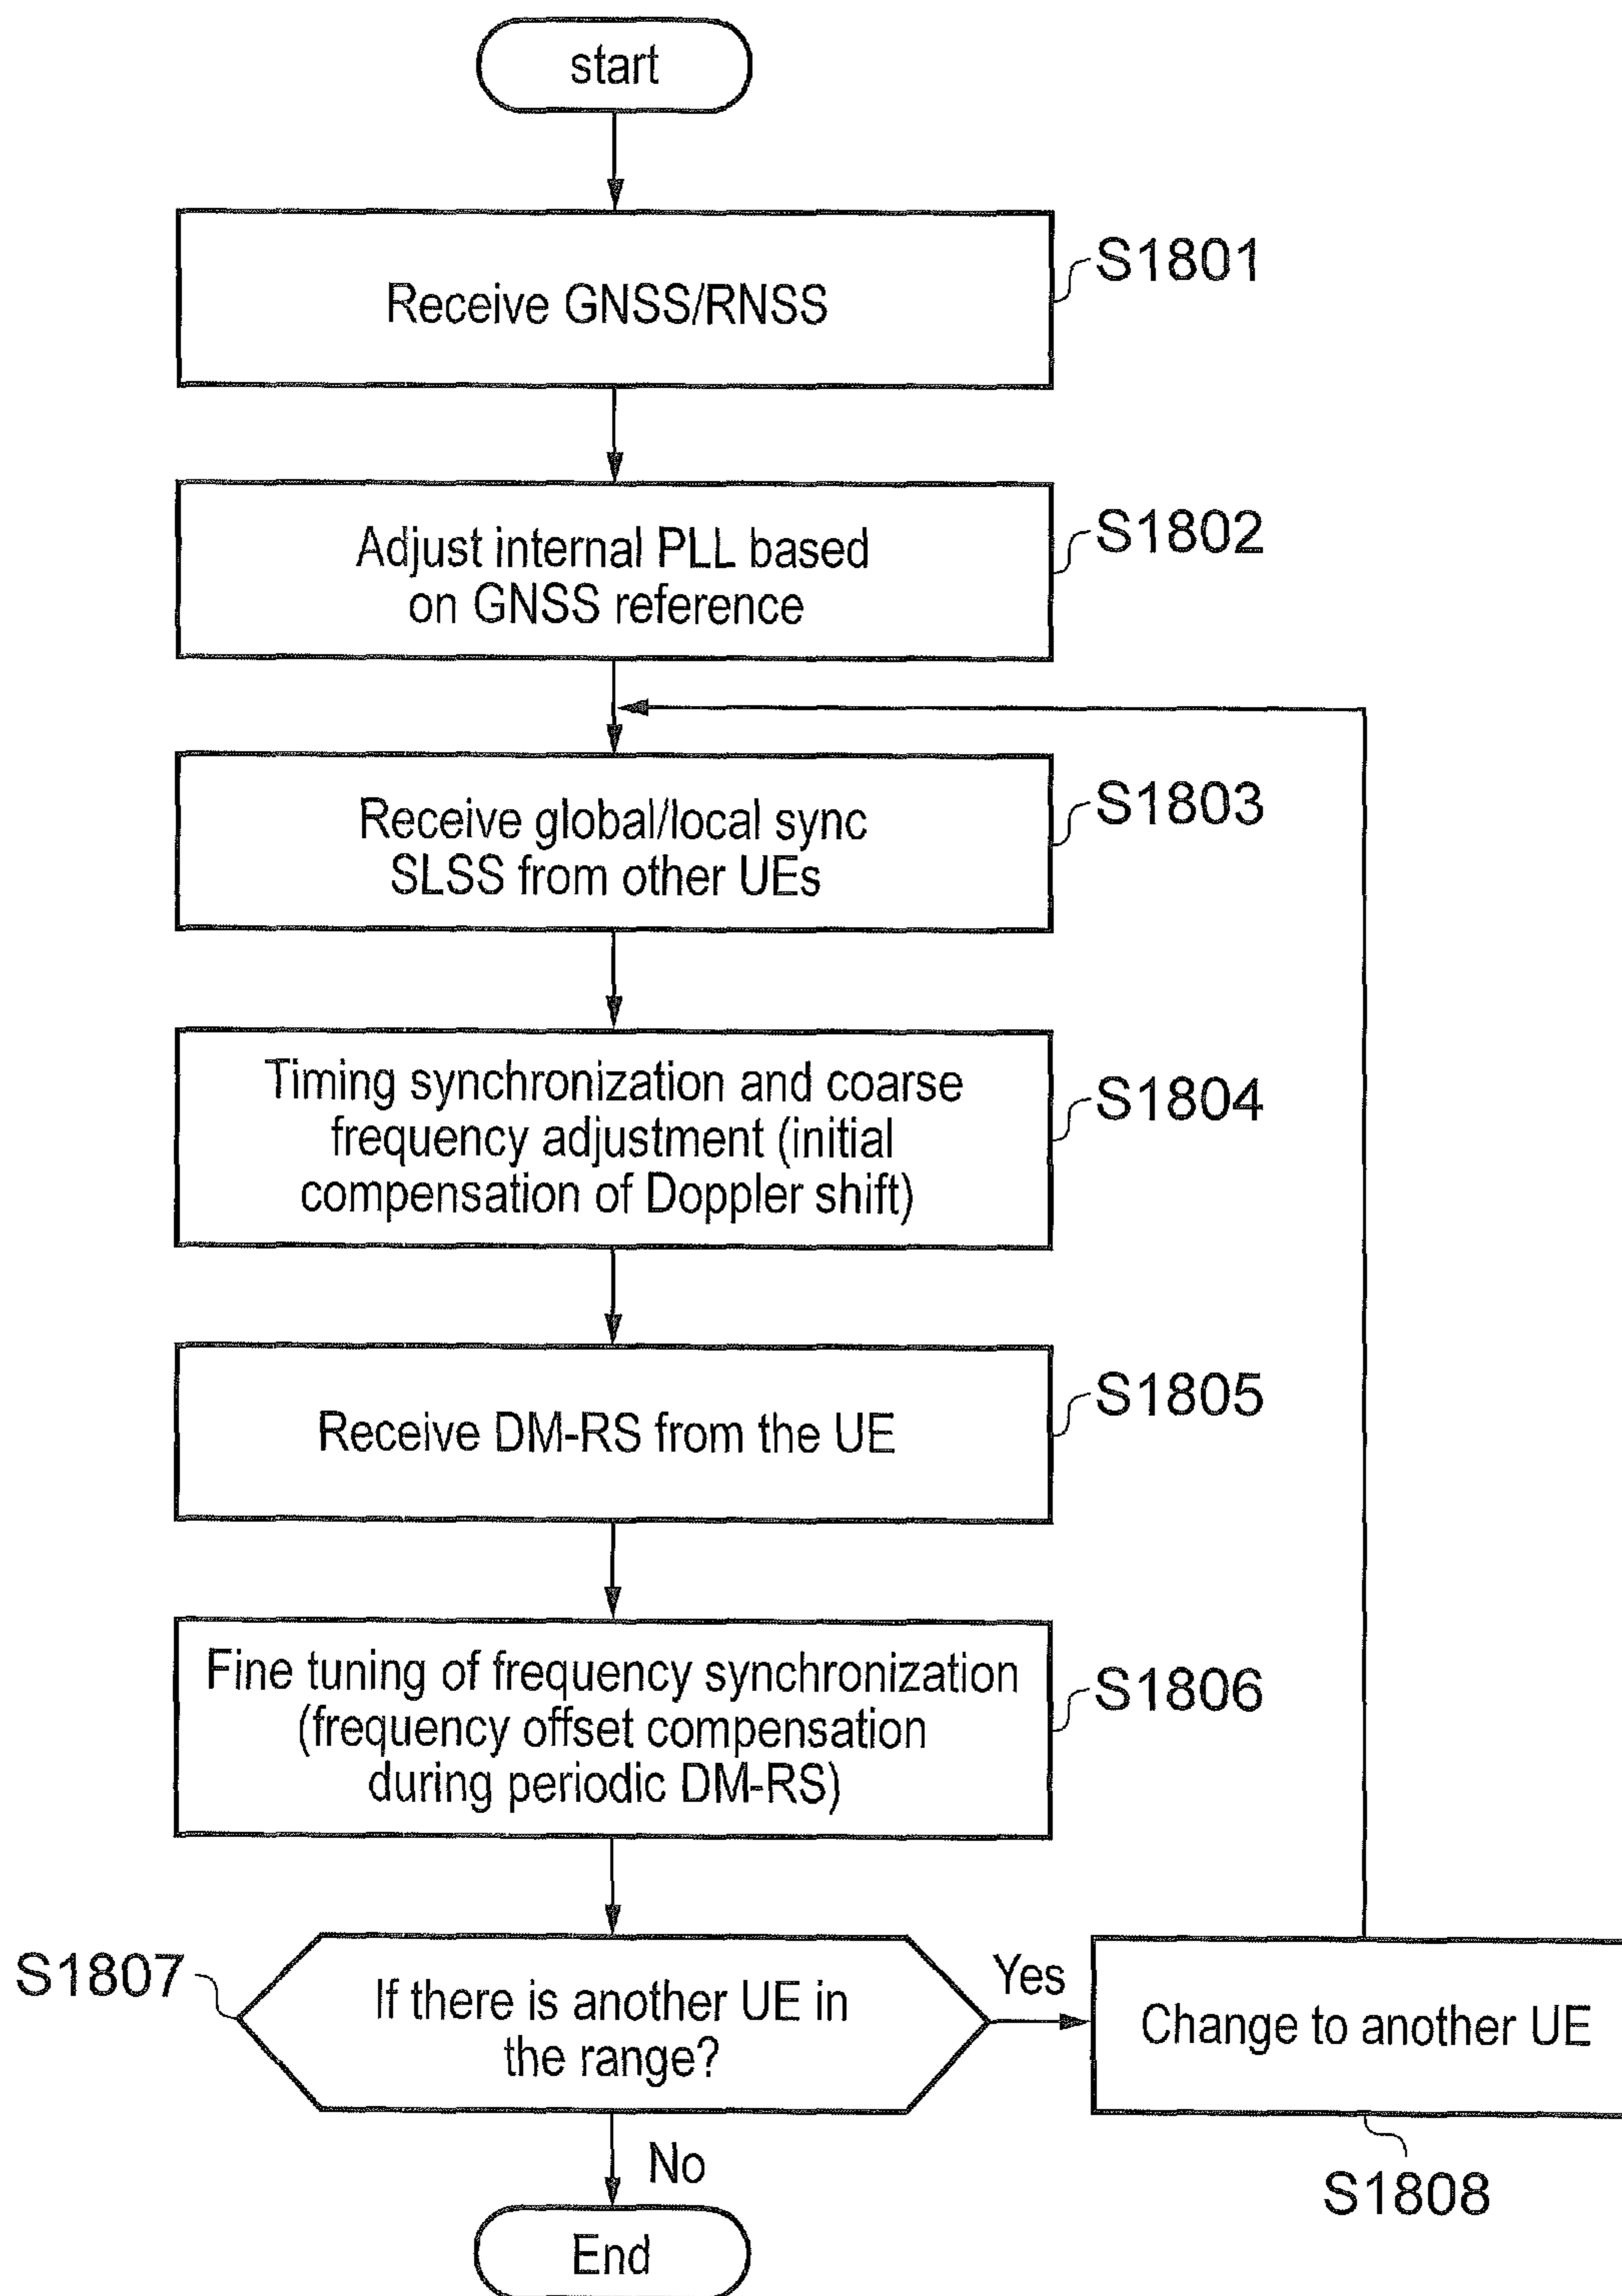 start
Receive GNSS/RNSS
S1801
Adjust internal PLL based
on GNSS reference
S1802
Receive global/local sync
SLSS from other UEs
S1803
Timing synchronization and coarse
frequency adjustment (initial
compensation of Doppler shift)
S1804
Receive DM-RS from the UE
S1805
Fine tuning of frequency synchronization
(frequency offset compensation
during periodic DM-RS)
S1806
S1807
If there is another UE in
the range?
Yes
Change to another UE
S1808
No
End